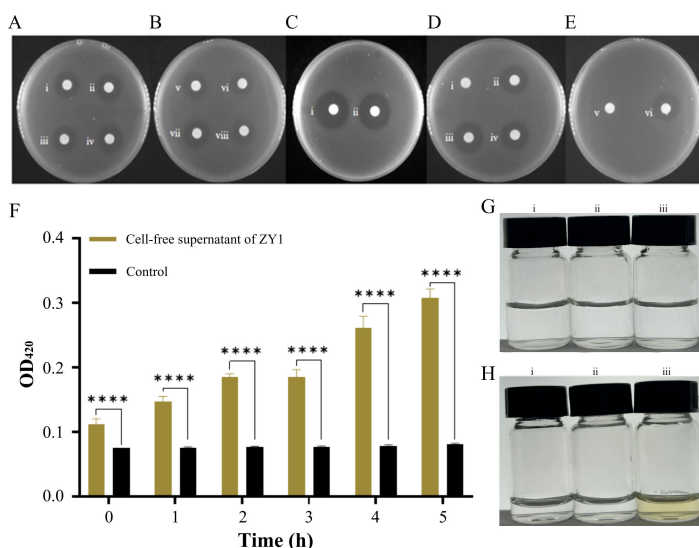 A B C D E
i ii v vi i ii i ii v vi
iii iv vii viii iii iv
F
Cell-free supernatant of ZY1
Control
OD420
0.4
0.3
0.2
0.1
0.0
**** **** **** **** **** ****
0 1 2 3 4 5
Time (h)
G
i ii iii
H
i ii iii